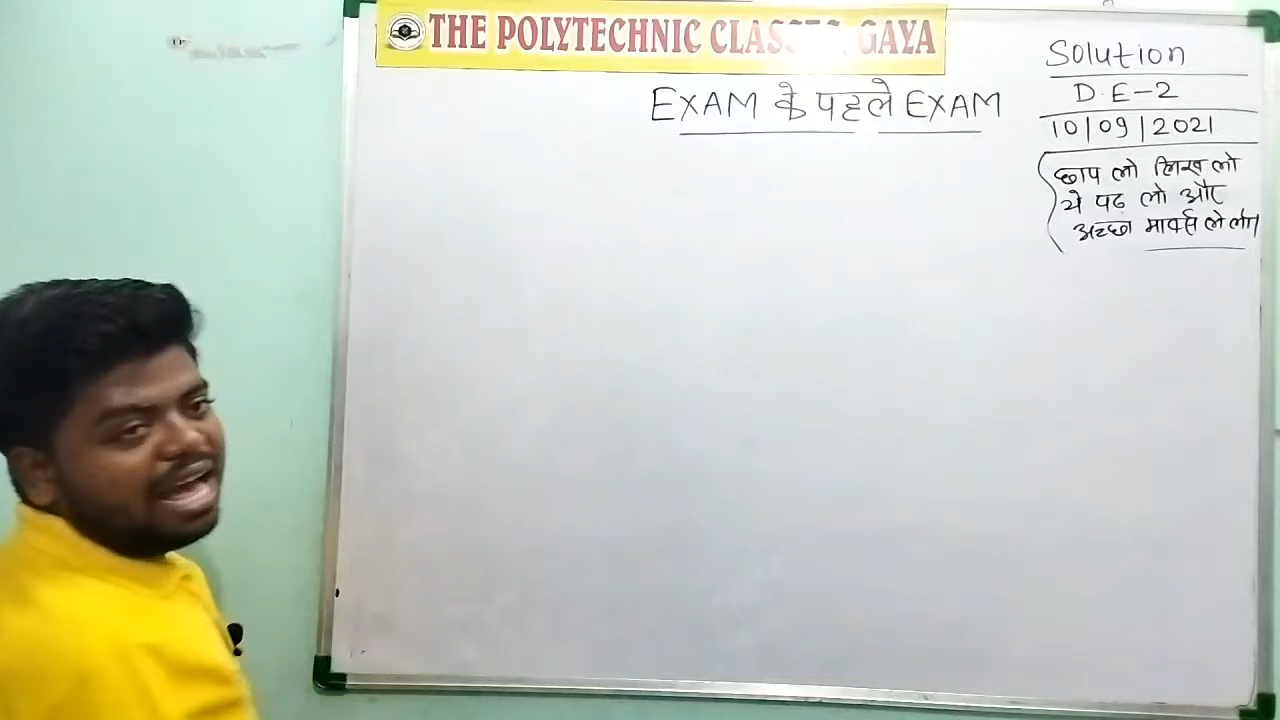 THE POLYTECHNIC CLASSES, GAYA
EXAM के पहले EXAM
Solution
D.E-2
10/09/2021
छाप लो लिख लो
ये पढ़ लो और
अच्छा मार्क्स ले लो।